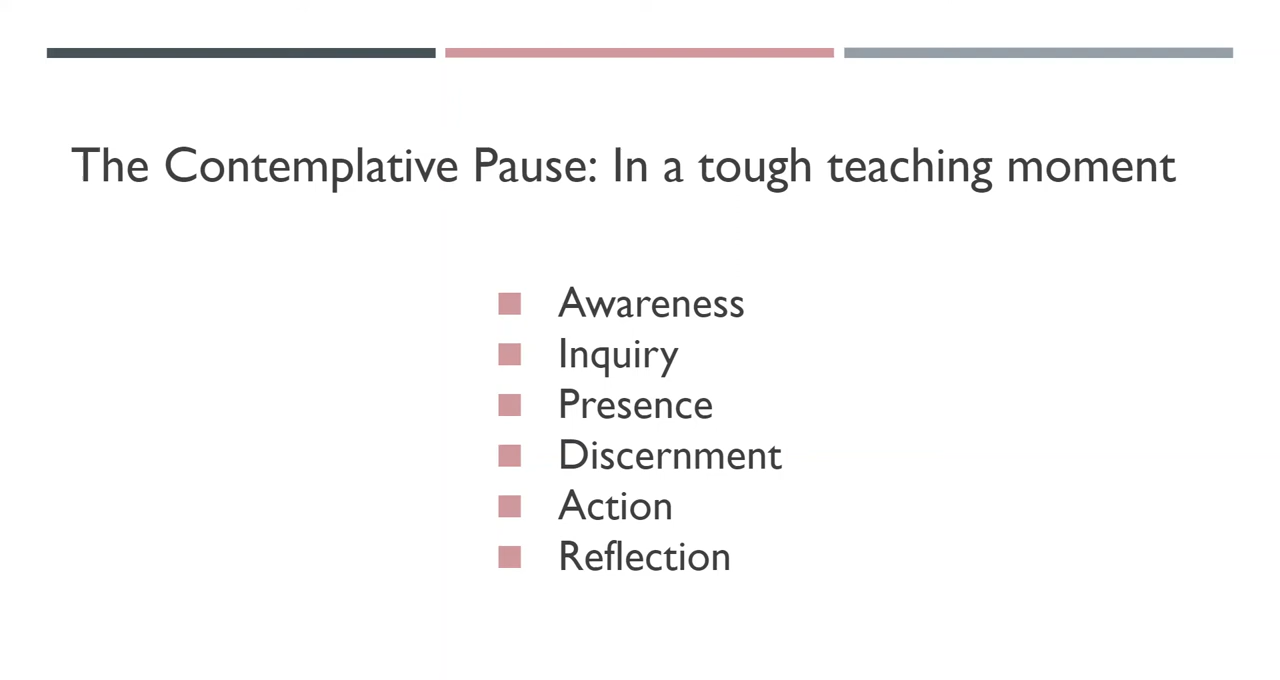 The Contemplative Pause: In a tough teaching moment
Awareness
Inquiry
Presence
Discernment
Action
Reflection